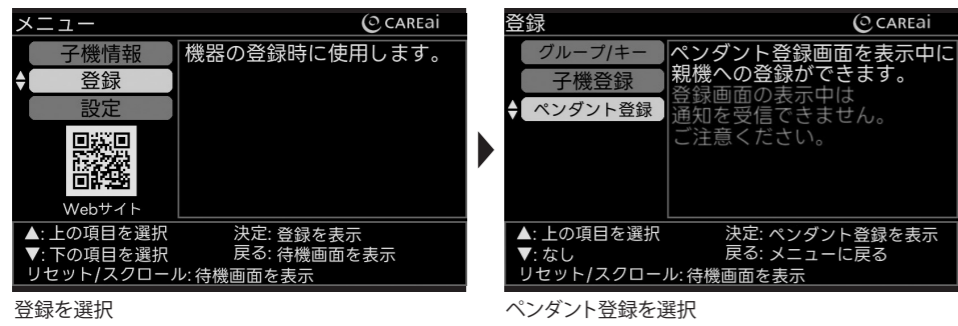 メニュー
CAREai
子機情報
登録
設定
Webサイト
機器の登録時に使用します。
▲: 上の項目を選択
決定: 登録を表示
▼: 下の項目を選択
戻る: 待機画面を表示
リセット/スクロール: 待機画面を表示
登録を選択
登録
CAREai
グループ/キー
子機登録
ペンダント登録
ペンダント登録画面を表示中に
親機への登録ができます。
登録画面の表示中は
通知を受信できません。
ご注意ください。
▲: 上の項目を選択
決定: ペンダント登録を表示
▼: なし
戻る: メニューに戻る
リセット/スクロール: 待機画面を表示
ペンダント登録を選択